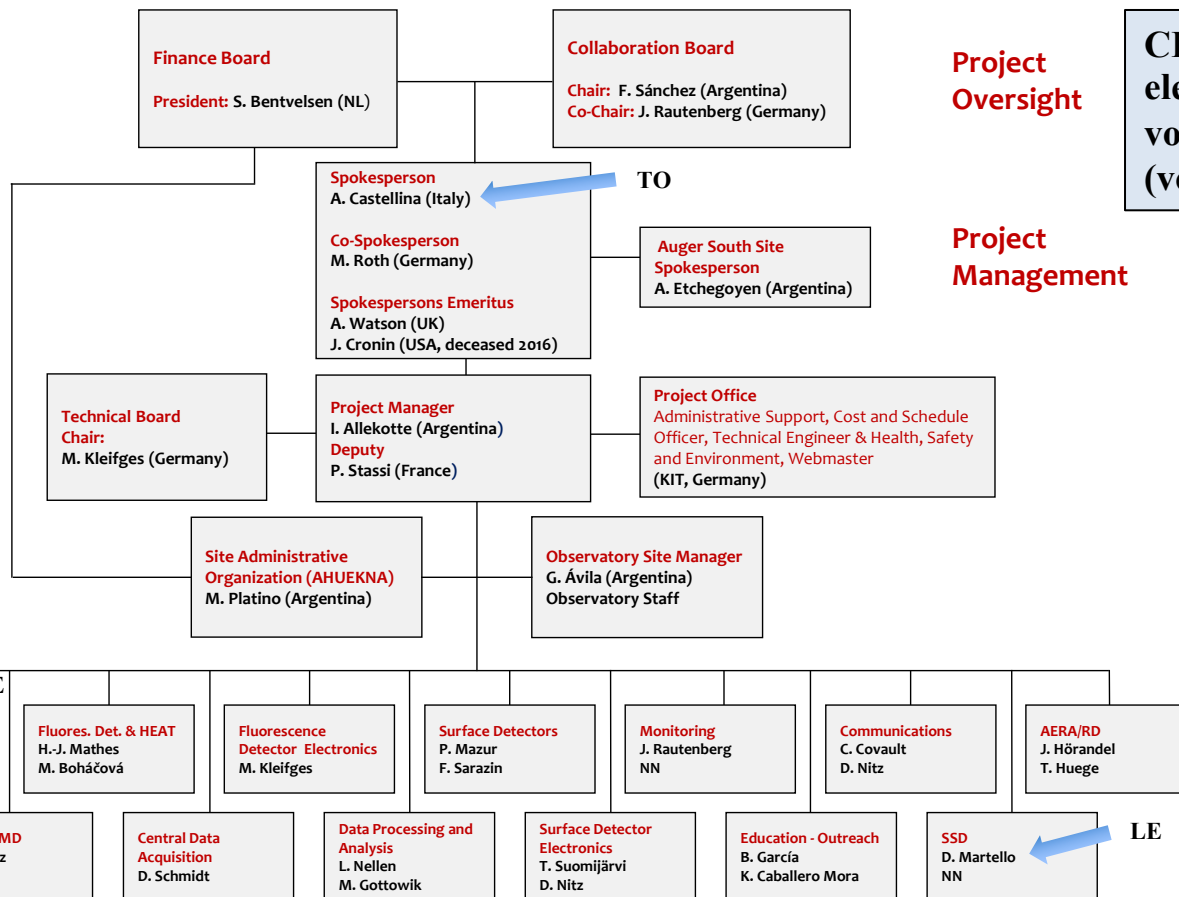 Finance Board
President: S. Bentvelsen (NL)
Collaboration Board
Chair: F. Sánchez (Argentina)
Co-Chair: J. Rautenberg (Germany)
Project
Oversight
Spokesperson
A. Castellina (Italy)
Co-Spokesperson
M. Roth (Germany)
Spokespersons Emeritus
A. Watson (UK)
J. Cronin (USA, deceased 2016)
TO
Auger South Site
Spokesperson
A. Etchegoyen (Argentina)
Project
Management
Technical Board
Chair:
M. Kleifges (Germany)
Project Manager
I. Allekotte (Argentina)
Deputy
P. Stassi (France)
Project Office
Administrative Support, Cost and Schedule
Officer, Technical Engineer & Health, Safety
and Environment, Webmaster
(KIT, Germany)
Site Administrative
Organization (AHUEKNA)
M. Platino (Argentina)
Observatory Site Manager
G. Ávila (Argentina)
Observatory Staff
Fluores. Det. & HEAT
H.-J. Mathes
M. Boháčová
Fluorescence
Detector Electronics
M. Kleifges
Surface Detectors
P. Mazur
F. Sarazin
Monitoring
J. Rautenberg
NN
Communications
C. Covault
D. Nitz
AERA/RD
J. Hörandel
T. Huege
MD
z
Central Data
Acquisition
D. Schmidt
Data Processing and
Analysis
L. Nellen
M. Gottowik
Surface Detector
Electronics
T. Suomijärvi
D. Nitz
Education - Outreach
B. García
K. Caballero Mora
SSD
D. Martello
NN
LE